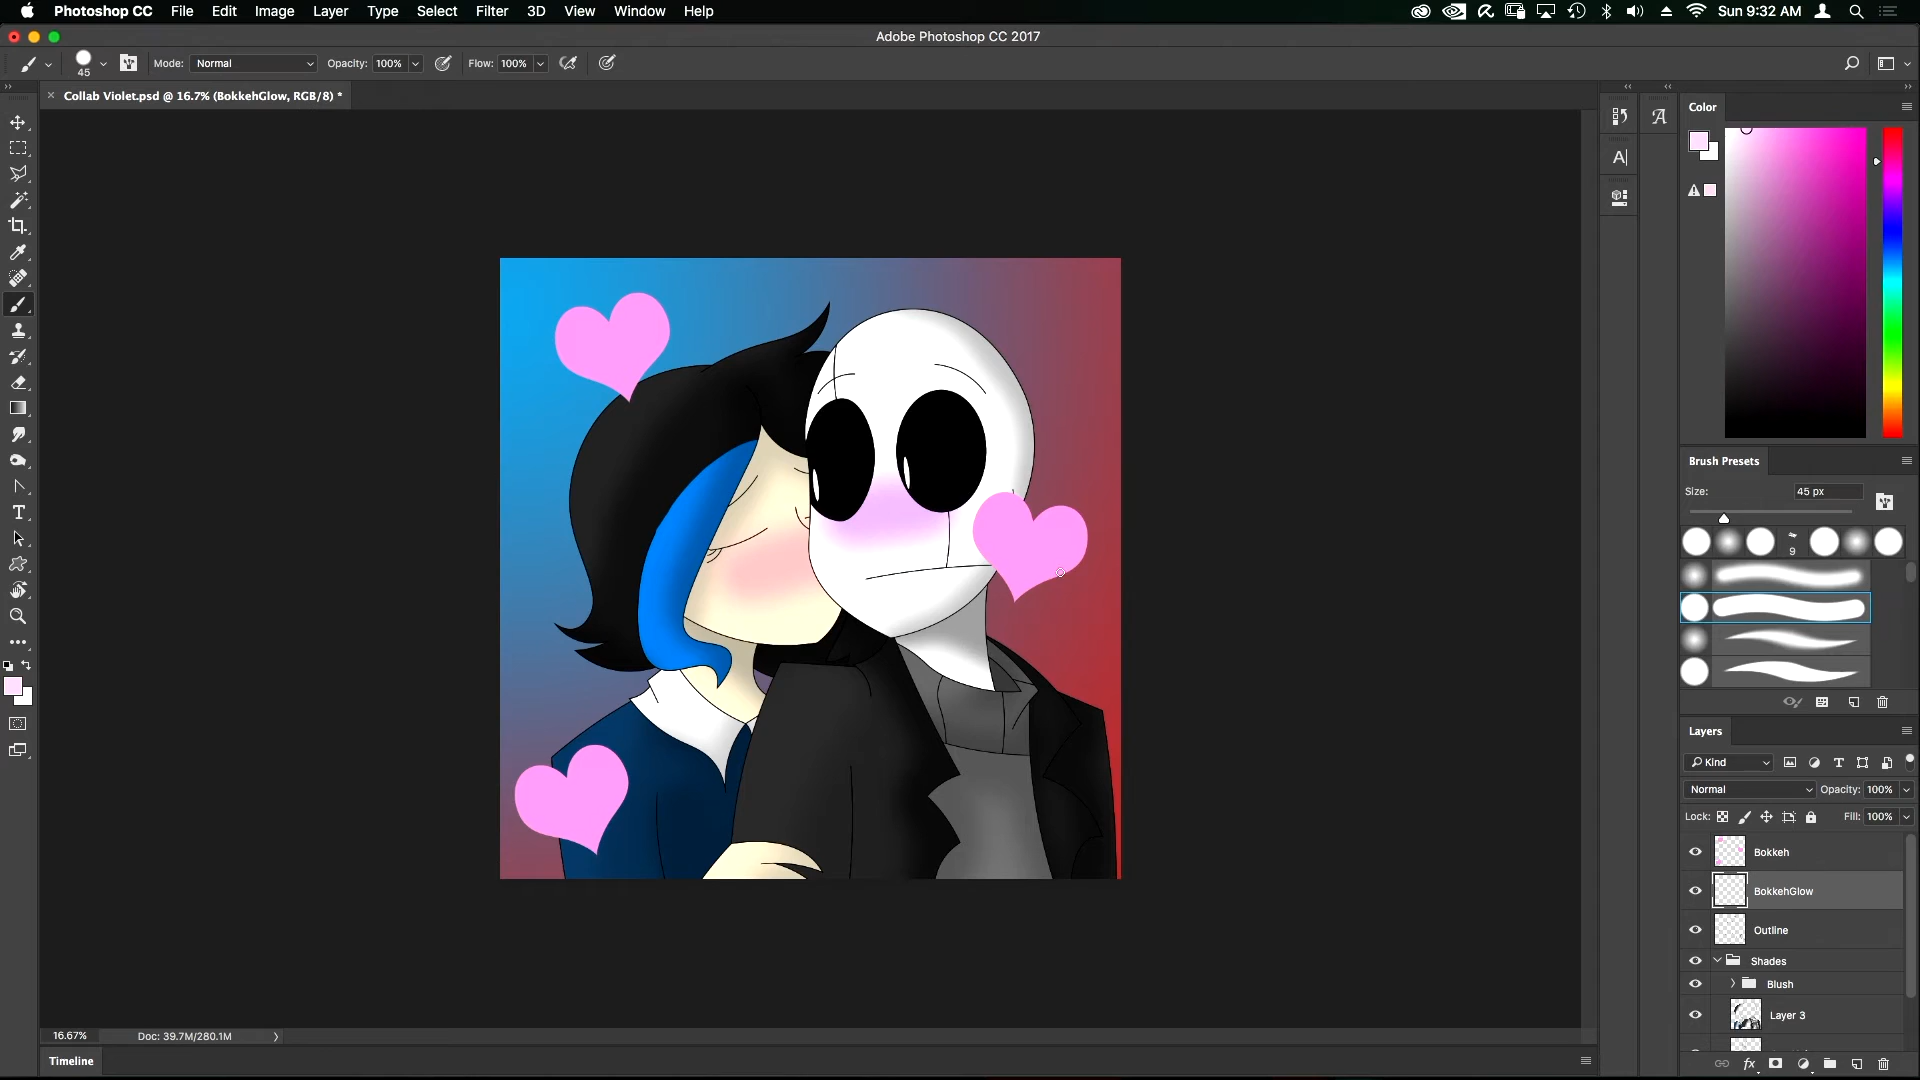 Photoshop CC File Edit Image Layer Type Select Filter 3D View Window Help Sun 9:32 AM
Adobe Photoshop CC 2017
45 Mode: Normal Opacity: 100% Flow: 100%
Collab Violet.psd @ 16.7% (BokkehGlow, RGB/8) *
Color
Brush Presets
Size: 45 px
9
Layers
Kind
Normal Opacity: 100%
Lock: Fill: 100%
Bokkeh
BokkehGlow
Outline
Shades
Blush
Layer 3
fx
16.67% Doc: 39.7M/280.1M
Timeline